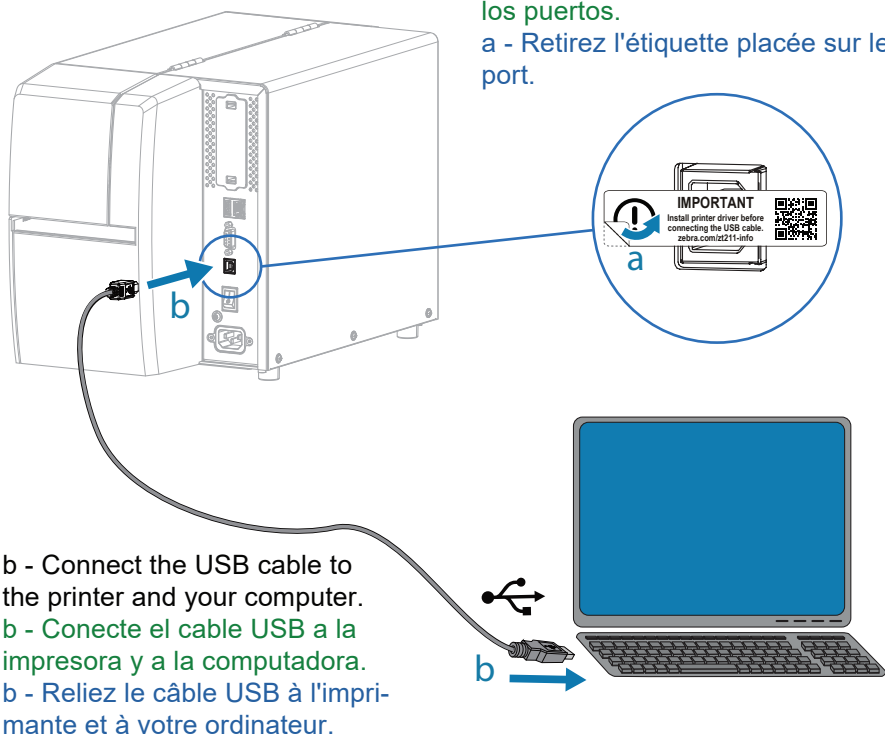 los puertos.
a - Retirez l'étiquette placée sur le
port.
IMPORTANT
Install printer driver before
connecting the USB cable.
zebra.com/zt211-info
a
b
b - Connect the USB cable to
the printer and your computer.
b - Conecte el cable USB a la
impresora y a la computadora.
b - Reliez le câble USB à l'impri-
mante et à votre ordinateur.
b